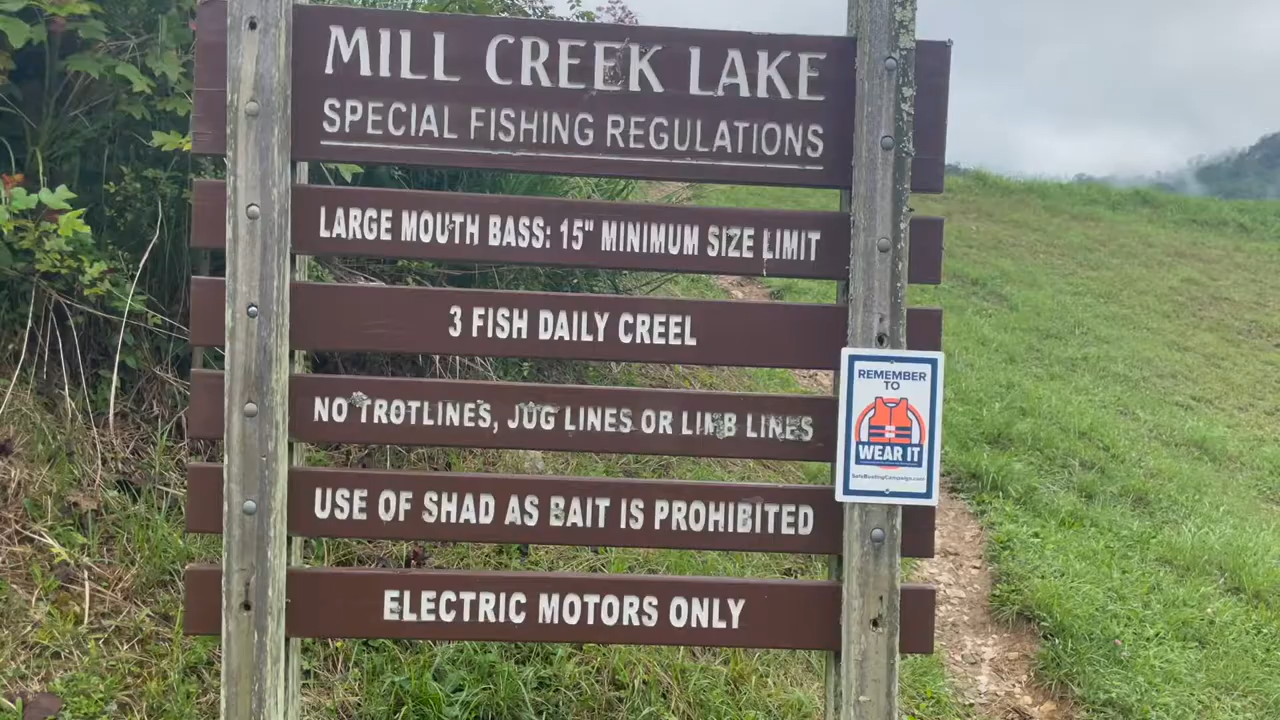 MILL CREEK LAKE
SPECIAL FISHING REGULATIONS
LARGE MOUTH BASS: 15" MINIMUM SIZE LIMIT
3 FISH DAILY CREEL
NO TROTLINES, JUG LINES OR LIMB LINES
USE OF SHAD AS BAIT IS PROHIBITED
ELECTRIC MOTORS ONLY
REMEMBER
TO
WEAR IT
SafeBoatingCampaign.com